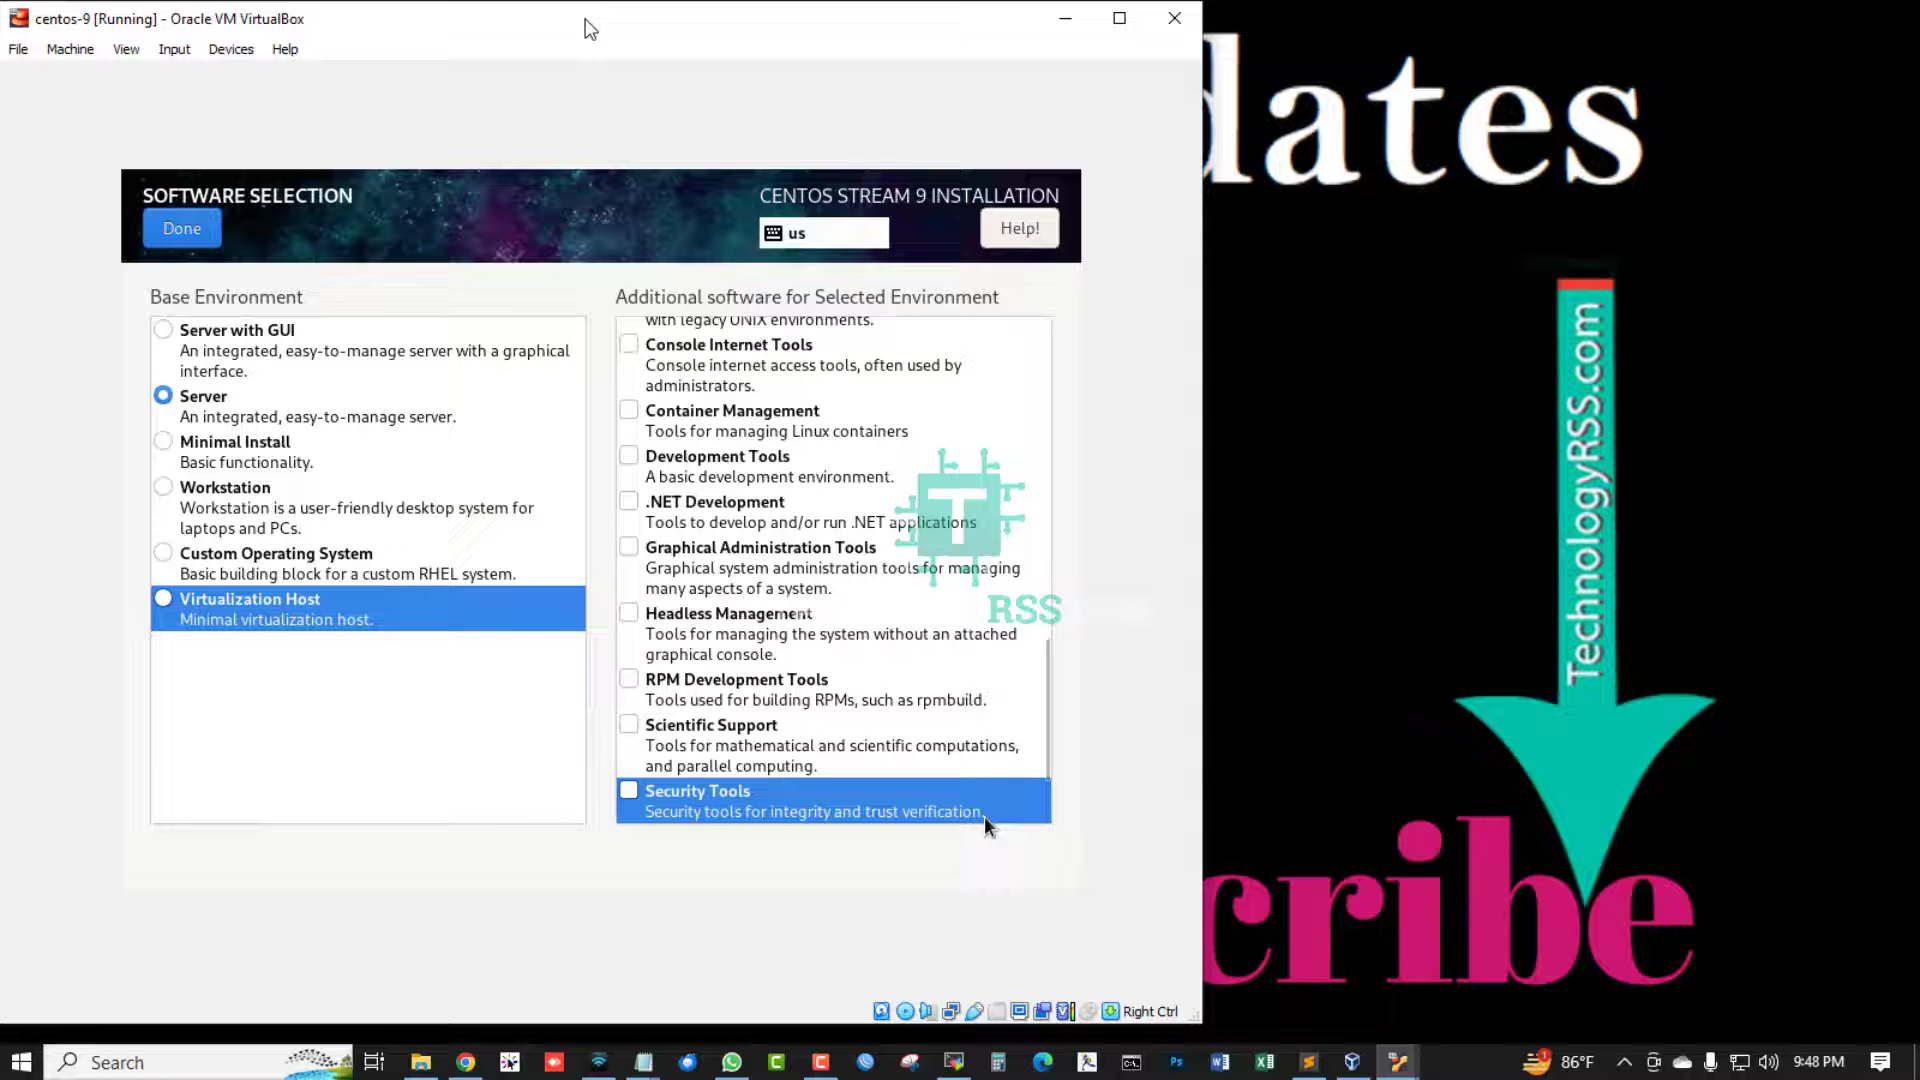 centos-9 [Running] - Oracle VM VirtualBox
File Machine View Input Devices Help
SOFTWARE SELECTION
Done
CENTOS STREAM 9 INSTALLATION
us
Help!
Base Environment
Server with GUI
An integrated, easy-to-manage server with a graphical
interface.
Server
An integrated, easy-to-manage server.
Minimal Install
Basic functionality.
Workstation
Workstation is a user-friendly desktop system for
laptops and PCs.
Custom Operating System
Basic building block for a custom RHEL system.
Virtualization Host
Minimal virtualization host.
Additional software for Selected Environment
with legacy UNIX environments.
Console Internet Tools
Console internet access tools, often used by
administrators.
Container Management
Tools for managing Linux containers
Development Tools
A basic development environment.
.NET Development
Tools to develop and/or run .NET applications
Graphical Administration Tools
Graphical system administration tools for managing
many aspects of a system.
Headless Management
Tools for managing the system without an attached
graphical console.
RPM Development Tools
Tools used for building RPMs, such as rpmbuild.
Scientific Support
Tools for mathematical and scientific computations,
and parallel computing.
Security Tools
Security tools for integrity and trust verification.
T
RSS
dates
TechnologyRSS.com
cribe
Right Ctrl
Search
86°F
9:48 PM